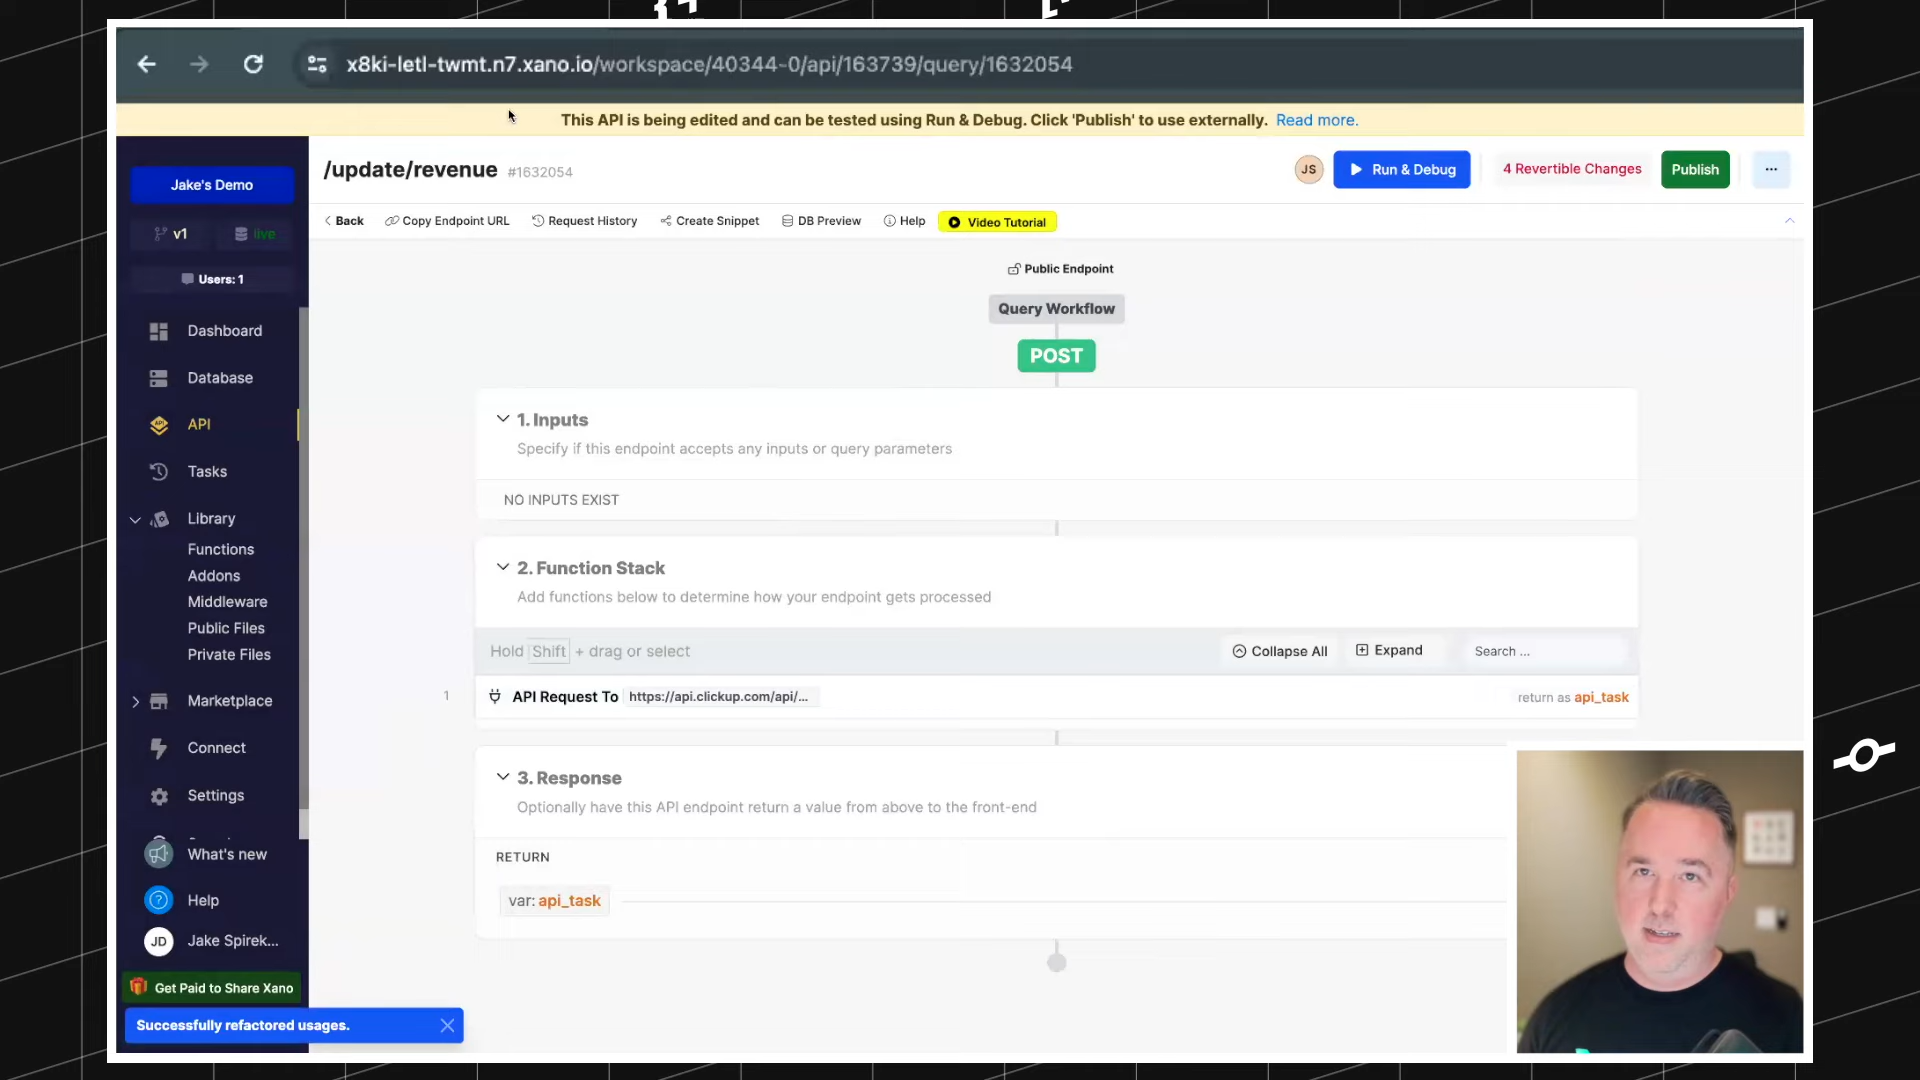 x8ki-letl-twmt.n7.xano.io/workspace/40344-0/api/163739/query/1632054
This API is being edited and can be tested using Run & Debug. Click 'Publish' to use externally. Read more.
Jake's Demo
/update/revenue #1632054
JS
Run & Debug
4 Revertible Changes
Publish
v1
live
Back
Copy Endpoint URL
Request History
Create Snippet
DB Preview
Help
Video Tutorial
Users: 1
Public Endpoint
Query Workflow
POST
Dashboard
Database
API
Tasks
Library
Functions
Addons
Middleware
Public Files
Private Files
Marketplace
Connect
Settings
What's new
Help
JD
Jake Spirek...
Get Paid to Share Xano
Successfully refactored usages.
1. Inputs
Specify if this endpoint accepts any inputs or query parameters
NO INPUTS EXIST
2. Function Stack
Add functions below to determine how your endpoint gets processed
Hold Shift + drag or select
Collapse All
Expand
Search ...
1
API Request To https://api.clickup.com/api/...
return as api_task
3. Response
Optionally have this API endpoint return a value from above to the front-end
RETURN
var: api_task